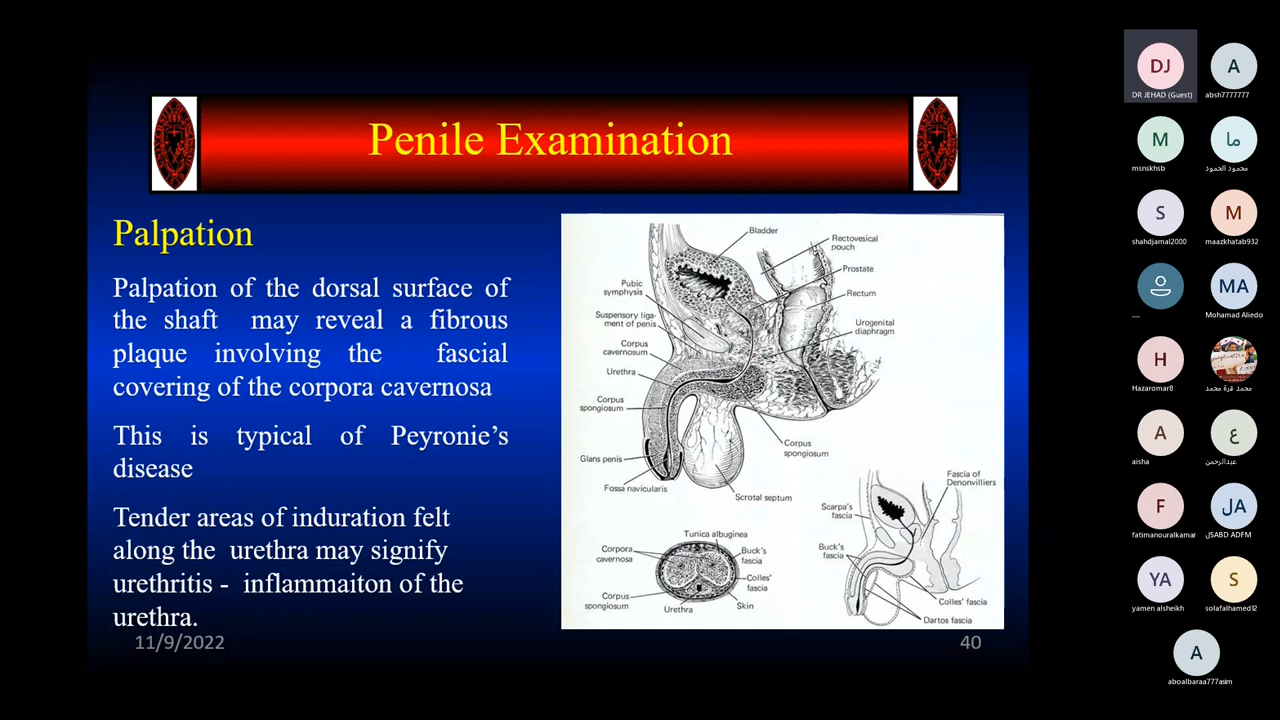 Penile Examination
Palpation
Palpation of the dorsal surface of
the shaft may reveal a fibrous
plaque involving the fascial
covering of the corpora cavernosa
This is typical of Peyronie's
disease
Tender areas of induration felt
along the urethra may signify
urethritis - inflammaiton of the
urethra.
11/9/2022
40
Bladder
Rectovesical
pouch
Prostate
Rectum
Urogenital
diaphragm
Pubic
symphysis
Suspensory liga-
ment of penis
Corpus
cavernosum
Urethra
Corpus
spongiosum
Glans penis
Fossa navicularis
Corpus
spongiosum
Scrotal septum
Tunica albuginea
Corpora
cavernosa
Buck's
fascia
Colles'
fascia
Corpus
spongiosum
Urethra
Skin
Fascia of
Denonvilliers
Scarpa's
fascia
Buck's
fascia
Colles' fascia
Dartos fascia
DJ
DR JEHAD (Guest)
A
absh7777777
M
msnskhsb
ما
محمود الحمود
S
shahdjamal2000
M
maazkhatab932
....
MA
Mohamad Aliedo
H
Hazaromar8
محمد قرة محمد
A
aisha
ع
عبدالرحمن
F
fatimanouralkamar
JA
JSABD ADFM
YA
yamen alsheikh
S
solafalhamed12
A
aboalbaraa777asim